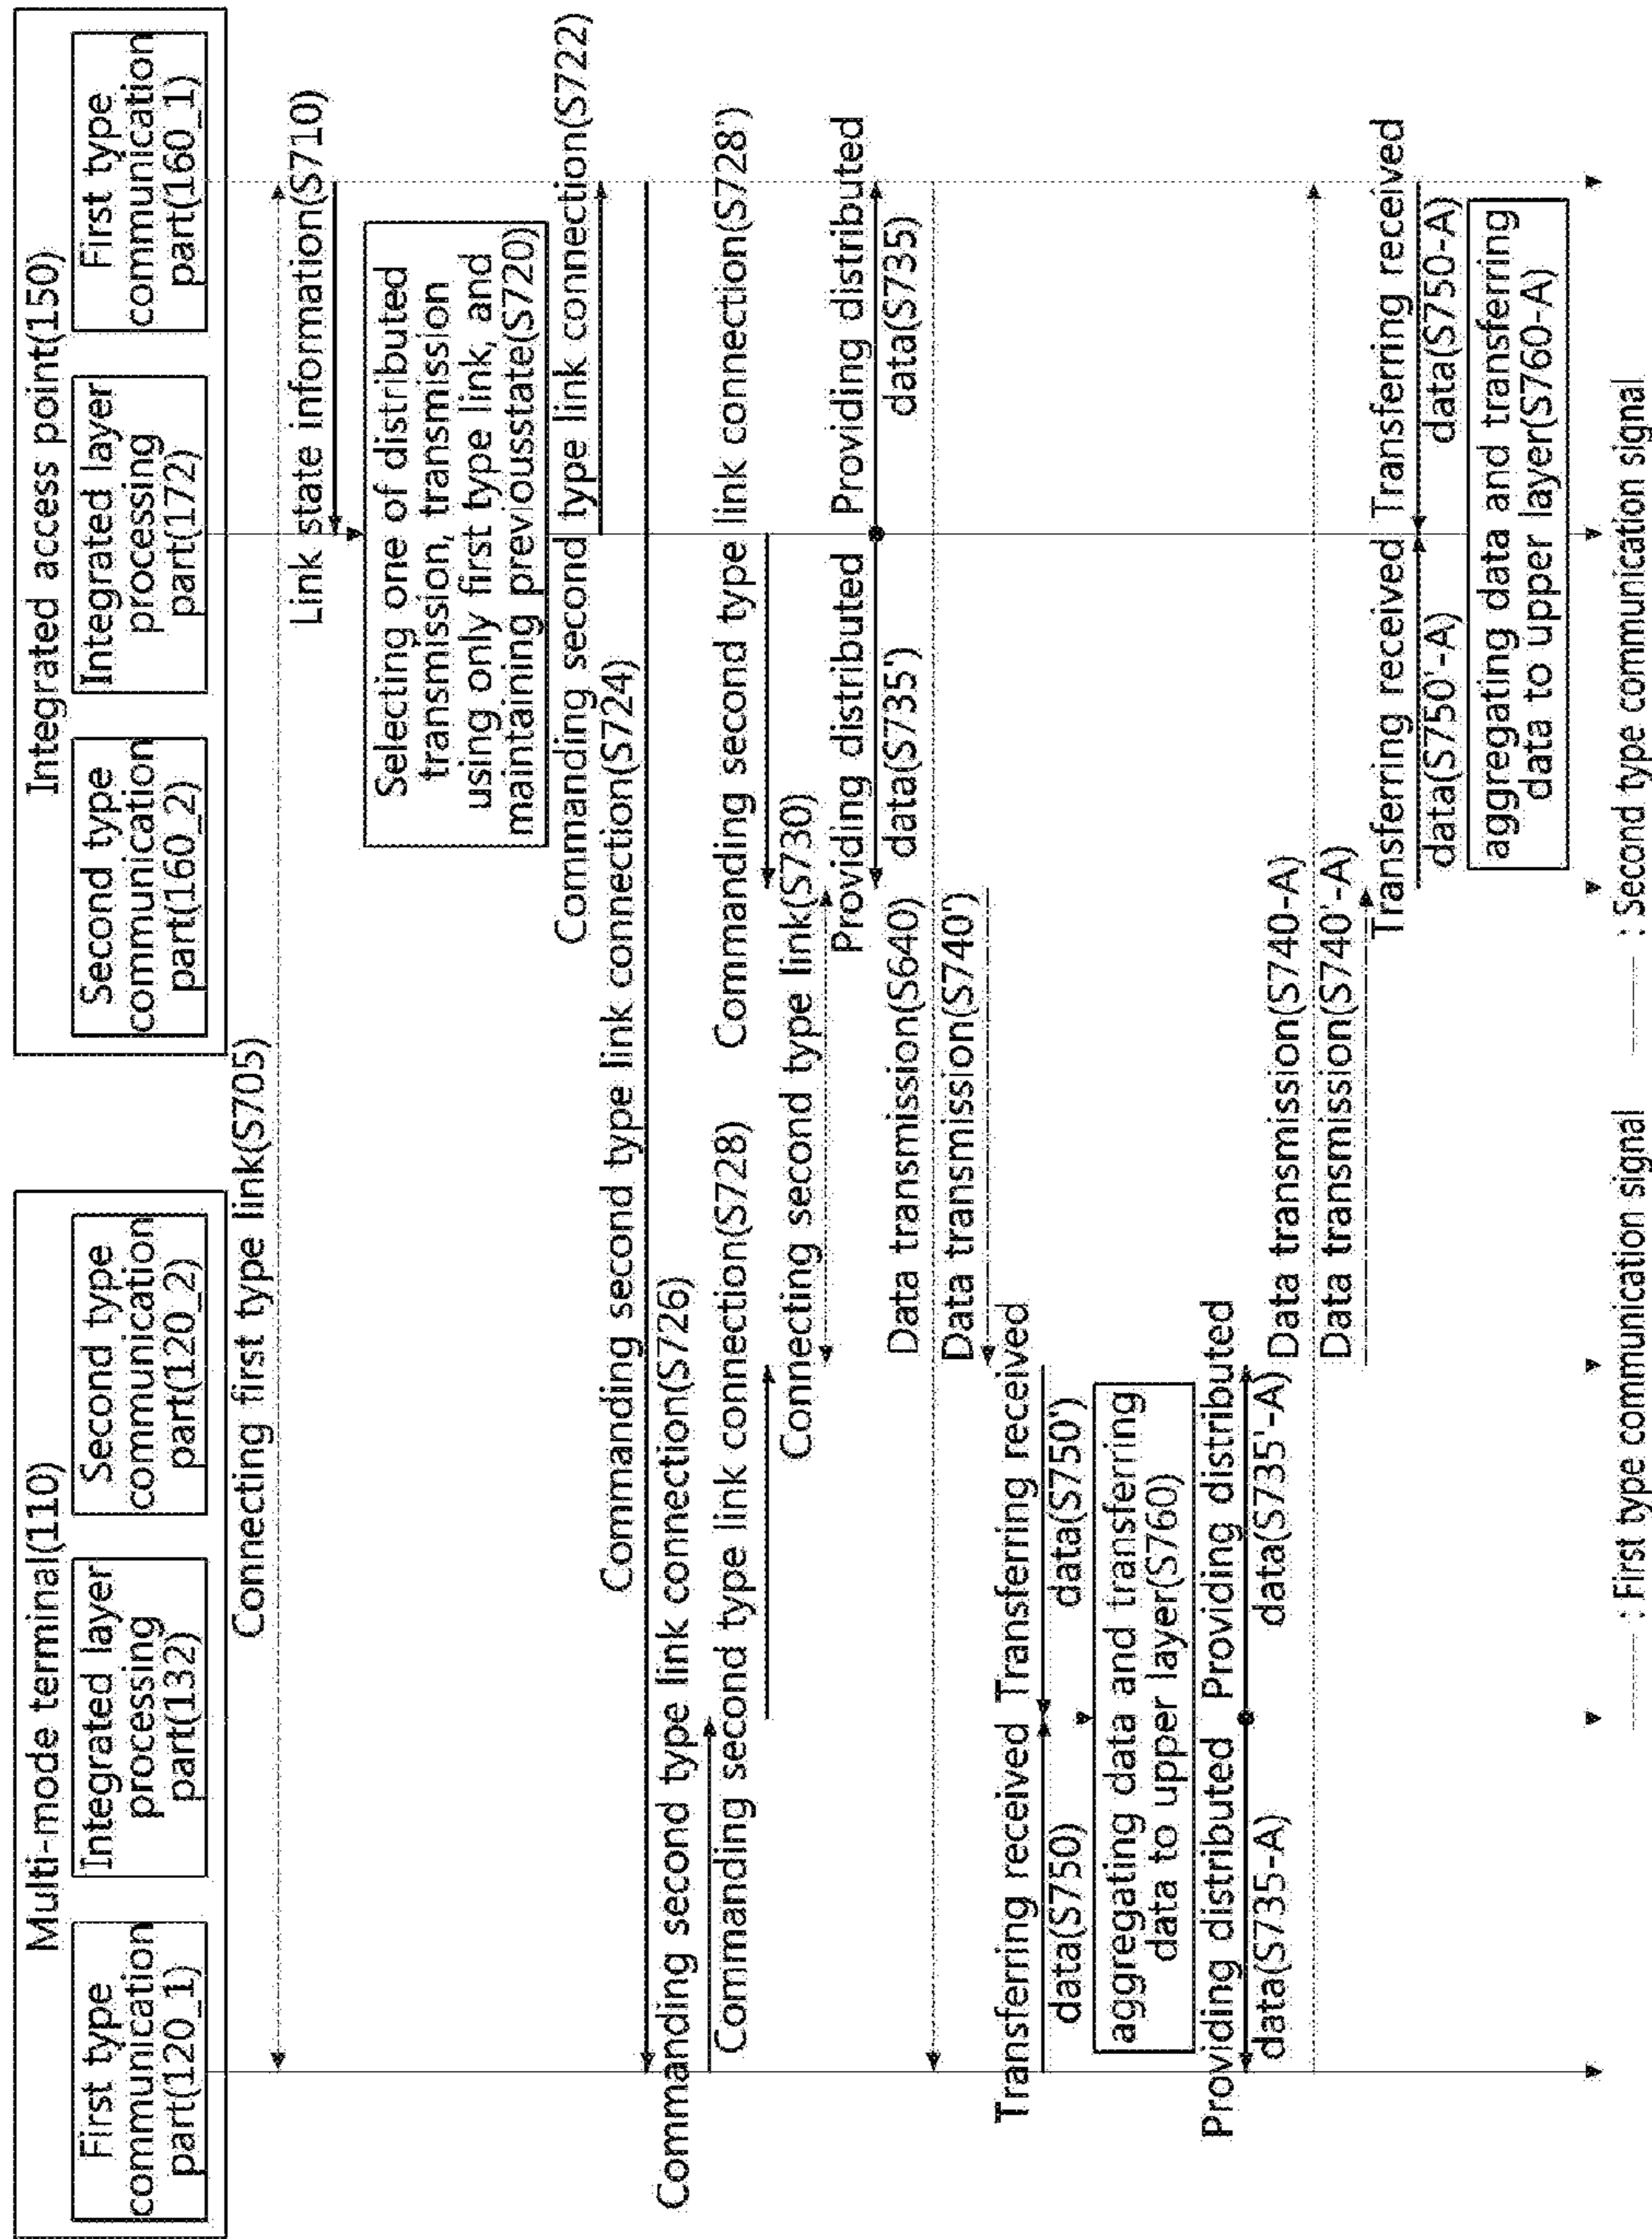 Multi-mode terminal(110)
First type
communication
part(120_1)
Integrated layer
processing
part(132)
Second type
communication
part(120_2)
Integrated access point(150)
Second type
communication
part(160_2)
Integrated layer
processing
part(172)
First type
communication
part(160_1)
Connecting first type link(S705)
Link state information(S710)
Selecting one of distributed
transmission, transmission
using only first type link, and
maintaining previousstate(S720)
Commanding second type link connection(S722)
Commanding second type link connection(S724)
Commanding second type link connection(S726)
Commanding second type link connection(S728)
Commanding second type link connection(S728')
Connecting second type link(S730)
Providing distributed
data(S735')
Providing distributed
data(S735)
Data transmission(S640)
Data transmission(S740')
Transferring received
data(S750)
Transferring received
data(S750')
aggregating data and transferring
data to upper layer(S760)
Providing distributed
data(S735-A)
Providing distributed
data(S735'-A)
Data transmission(S740-A)
Data transmission(S740'-A)
Transferring received
data(S750'-A)
Transferring received
data(S750-A)
aggregating data and transferring
data to upper layer(S760-A)
: First type communication signal
: Second type communication signal